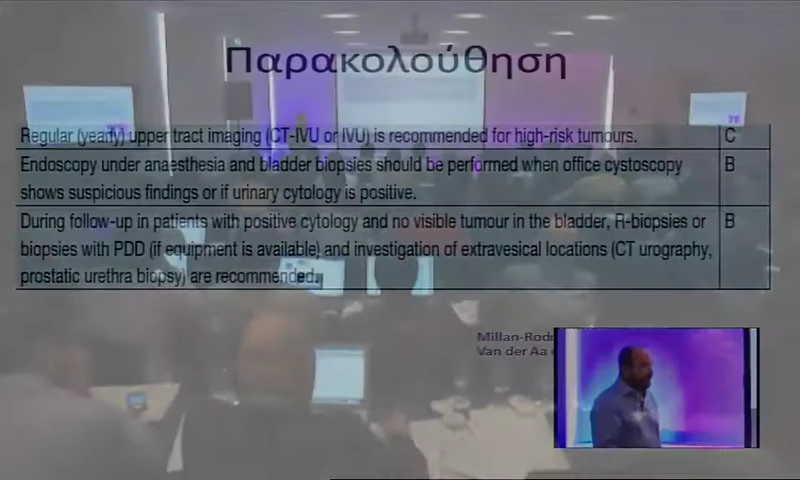 Παρακολούθηση
Regular (yearly) upper tract imaging (CT-IVU or IVU) is recommended for high-risk tumours.
C
Endoscopy under anaesthesia and bladder biopsies should be performed when office cystoscopy
shows suspicious findings or if urinary cytology is positive.
B
During follow-up in patients with positive cytology and no visible tumour in the bladder, R-biopsies or
biopsies with PDD (if equipment is available) and investigation of extravesical locations (CT urography,
prostatic urethra biopsy) are recommended.
B
Millan-Rod
Van der Aa